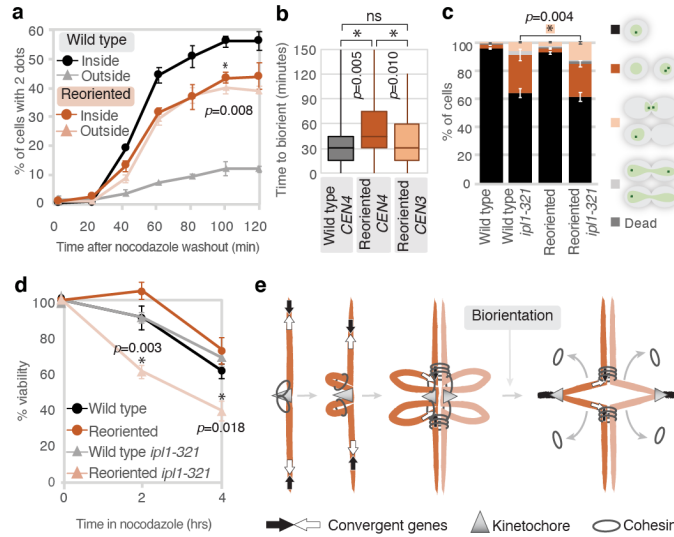 a
% of cells with 2 dots
60
50
40
30
20
10
0
Wild type
Inside
Outside
Reoriented
Inside
Outside
*
p=0.008
0 20 40 60 80 100 120
Time after nocodazole washout (min)
b
Time to biorient (minutes)
ns
* *
p=0.005
p=0.010
150
120
90
60
30
0
Wild type CEN4
Reoriented CEN4
Reoriented CEN3
c
% of cells
p=0.004
*
100
80
60
40
20
0
Wild type
Wild type ipl1-321
Reoriented
Reoriented ipl1-321
Dead
d
% viability
100
80
60
40
20
0
p=0.003
*
*
p=0.018
Wild type
Reoriented
Wild type ipl1-321
Reoriented ipl1-321
0 2 4
Time in nocodazole (hrs)
e
Biorientation
Convergent genes
Kinetochore
Cohesin